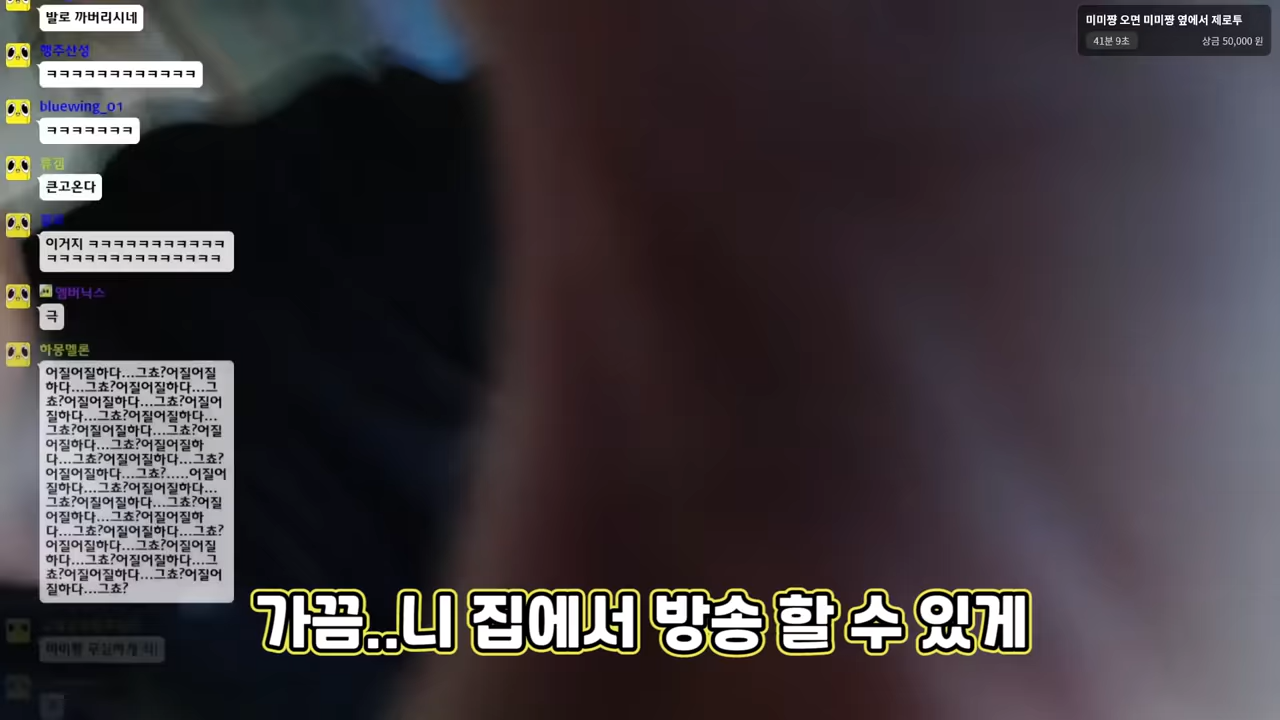 발로 까버리시네
행주산성
ㅋㅋㅋㅋㅋㅋㅋㅋㅋㅋㅋㅋ
bluewing_01
ㅋㅋㅋㅋㅋㅋㅋ
큰고온다
이거지 ㅋㅋㅋㅋㅋㅋㅋㅋㅋㅋㅋ
ㅋㅋㅋㅋㅋㅋㅋㅋㅋㅋㅋㅋㅋㅋ
멤버닉스
극
하몽멜론
어질어질하다...그쵸?어질어질
하다...그쵸?어질어질하다...그
쵸?어질어질하다...그쵸?어질어
질하다...그쵸?어질어질하다...
그쵸?어질어질하다...그쵸?어질
어질하다...그쵸?어질어질하
다...그쵸?어질어질하다...그쵸?
어질어질하다...그쵸?.....어질어
질하다...그쵸?어질어질하다...
그쵸?어질어질하다...그쵸?어질
어질하다...그쵸?어질어질하
다...그쵸?어질어질하다...그쵸?
어질어질하다...그쵸?어질어질
하다...그쵸?어질어질하다...그
쵸?어질어질하다...그쵸?어질어
질하다...그쵸?
미미짱 오면 미미짱 옆에서 제로투
41분 9초
상금 50,000 원
가끔..니 집에서 방송 할 수 있게